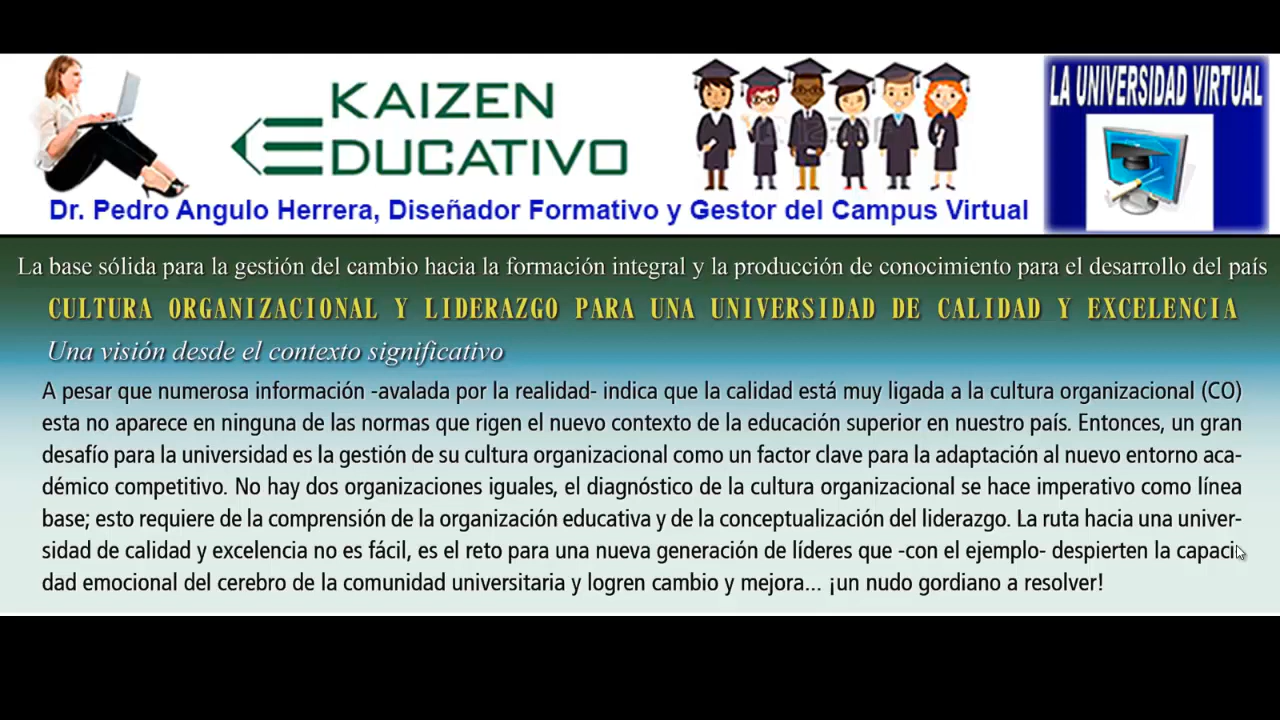 LA UNIVERSIDAD VIRTUAL
KAIZEN
EDUCATIVO
Dr. Pedro Angulo Herrera, Diseñador Formativo y Gestor del Campus Virtual
La base sólida para la gestión del cambio hacia la formación integral y la producción de conocimiento para el desarrollo del país
CULTURA ORGANIZACIONAL Y LIDERAZGO PARA UNA UNIVERSIDAD DE CALIDAD Y EXCELENCIA
Una visión desde el contexto significativo
A pesar que numerosa información -avalada por la realidad- indica que la calidad está muy ligada a la cultura organizacional (CO)
esta no aparece en ninguna de las normas que rigen el nuevo contexto de la educación superior en nuestro país. Entonces, un gran
desafío para la universidad es la gestión de su cultura organizacional como un factor clave para la adaptación al nuevo entorno aca-
démico competitivo. No hay dos organizaciones iguales, el diagnóstico de la cultura organizacional se hace imperativo como línea
base; esto requiere de la comprensión de la organización educativa y de la conceptualización del liderazgo. La ruta hacia una univer-
sidad de calidad y excelencia no es fácil, es el reto para una nueva generación de líderes que -con el ejemplo- despierten la capaci-
dad emocional del cerebro de la comunidad universitaria y logren cambio y mejora... ¡un nudo gordiano a resolver!